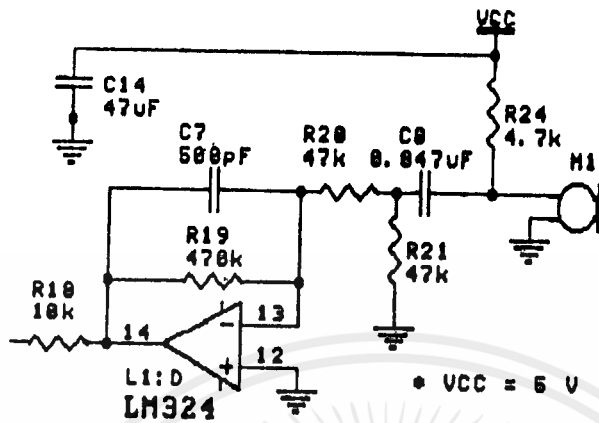 VCC
C14
47uF
R24
4.7k
C7
500pF
R20
47k
C8
0.047uF
M1
R19
470k
R21
47k
R18
10k
14
13
12
L1:D
LM324
* VCC = 6 V